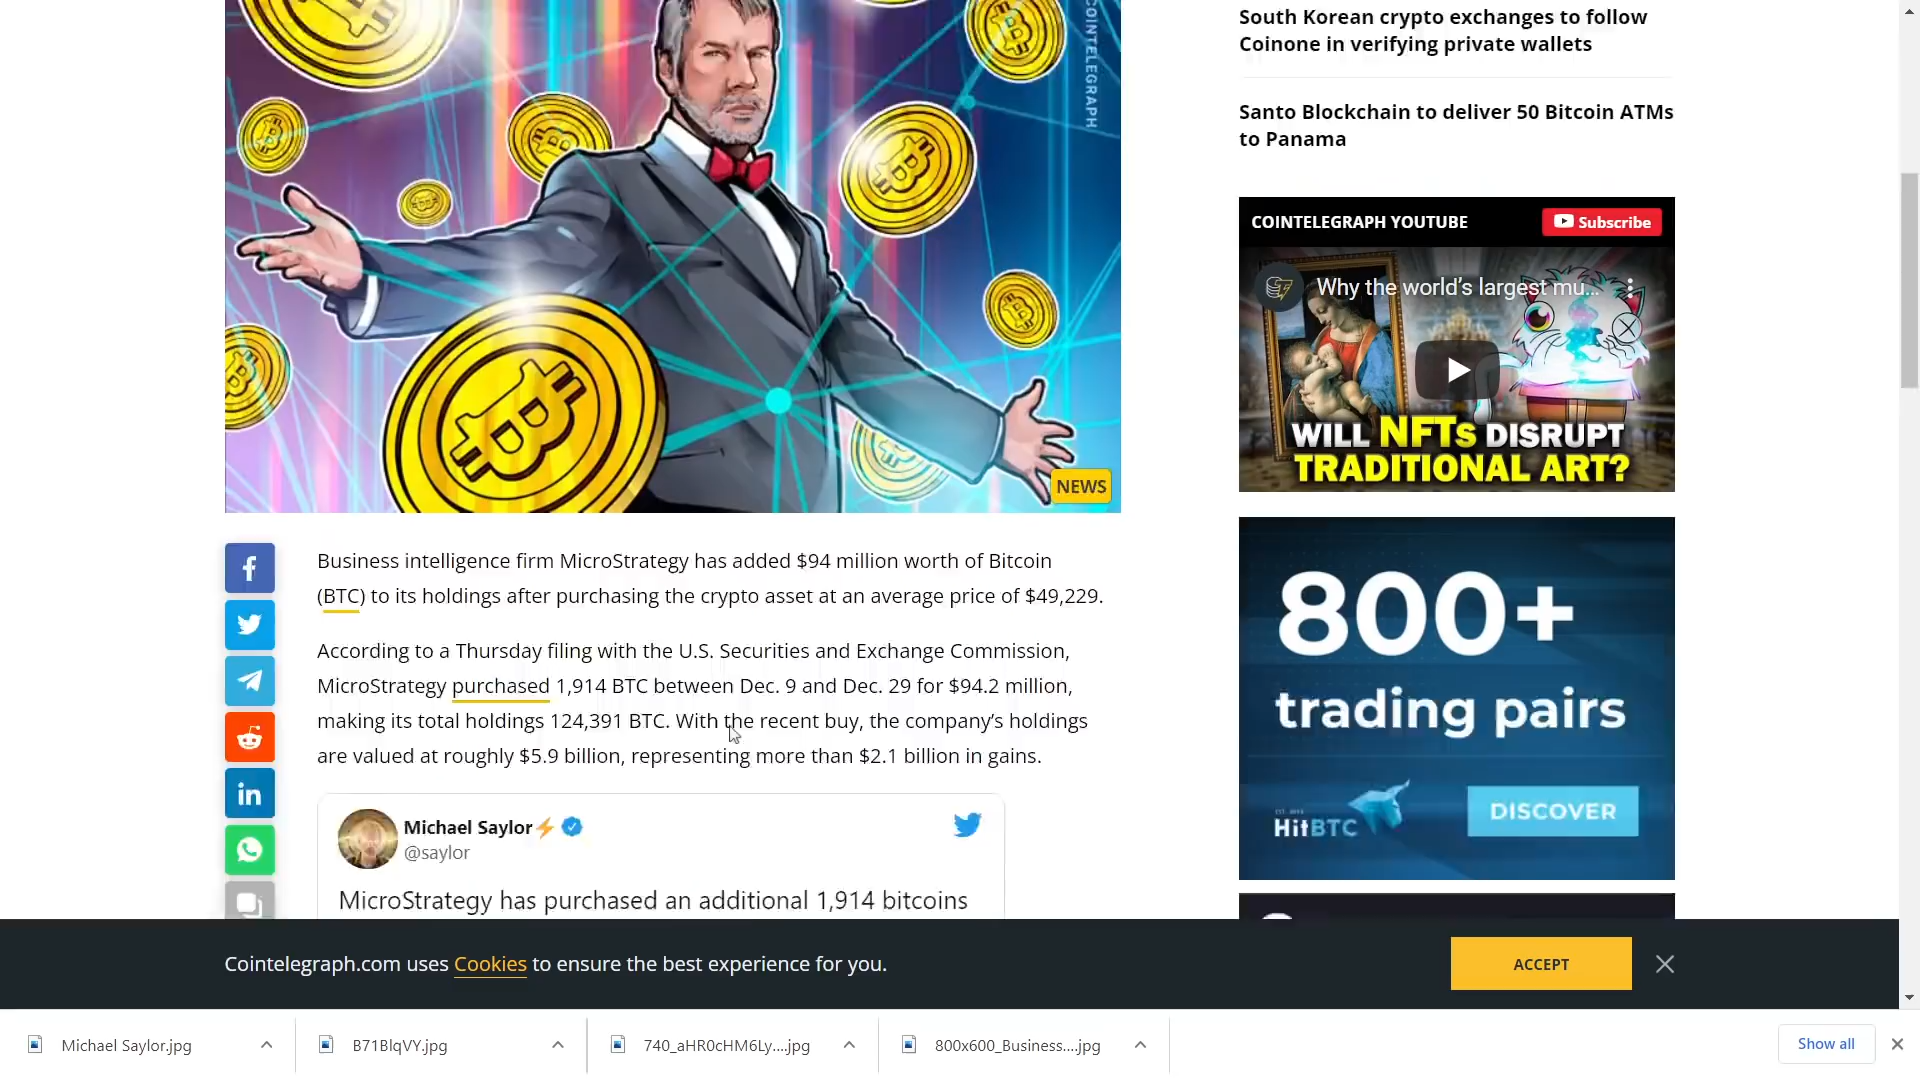 COINTELEGRAPH
NEWS
Business intelligence firm MicroStrategy has added $94 million worth of Bitcoin
(BTC) to its holdings after purchasing the crypto asset at an average price of $49,229.
According to a Thursday filing with the U.S. Securities and Exchange Commission,
MicroStrategy purchased 1,914 BTC between Dec. 9 and Dec. 29 for $94.2 million,
making its total holdings 124,391 BTC. With the recent buy, the company’s holdings
are valued at roughly $5.9 billion, representing more than $2.1 billion in gains.
Michael Saylor⚡
@saylor
MicroStrategy has purchased an additional 1,914 bitcoins
South Korean crypto exchanges to follow
Coinone in verifying private wallets
Santo Blockchain to deliver 50 Bitcoin ATMs
to Panama
COINTELEGRAPH YOUTUBE
Subscribe
Why the world’s largest mu...
WILL NFTs DISRUPT
TRADITIONAL ART?
800+
trading pairs
HitBTC
DISCOVER
Cointelegraph.com uses Cookies to ensure the best experience for you.
ACCEPT
Michael Saylor.jpg
B71BlqVY.jpg
740_aHR0cHM6Ly....jpg
800x600_Business....jpg
Show all